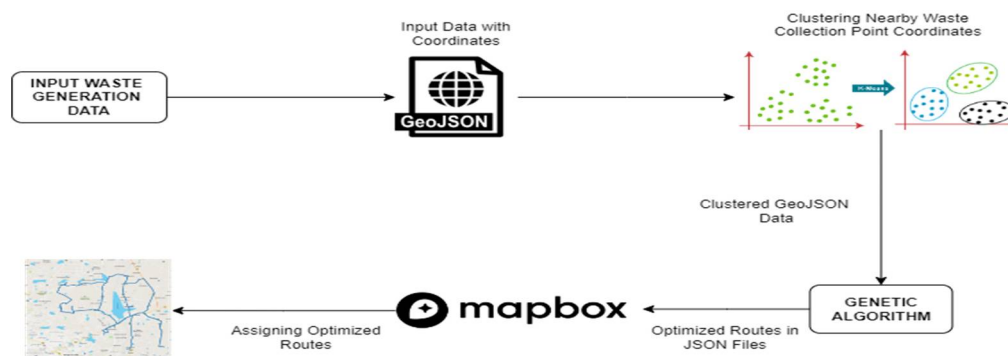 Input Data with
Coordinates
Clustering Nearby Waste
Collection Point Coordinates
INPUT WASTE
GENERATION
DATA
GeoJSON
K-Means
Clustered GeoJSON
Data
mapbox
GENETIC
ALGORITHM
Assigning Optimized
Routes
Optimized Routes in
JSON Files